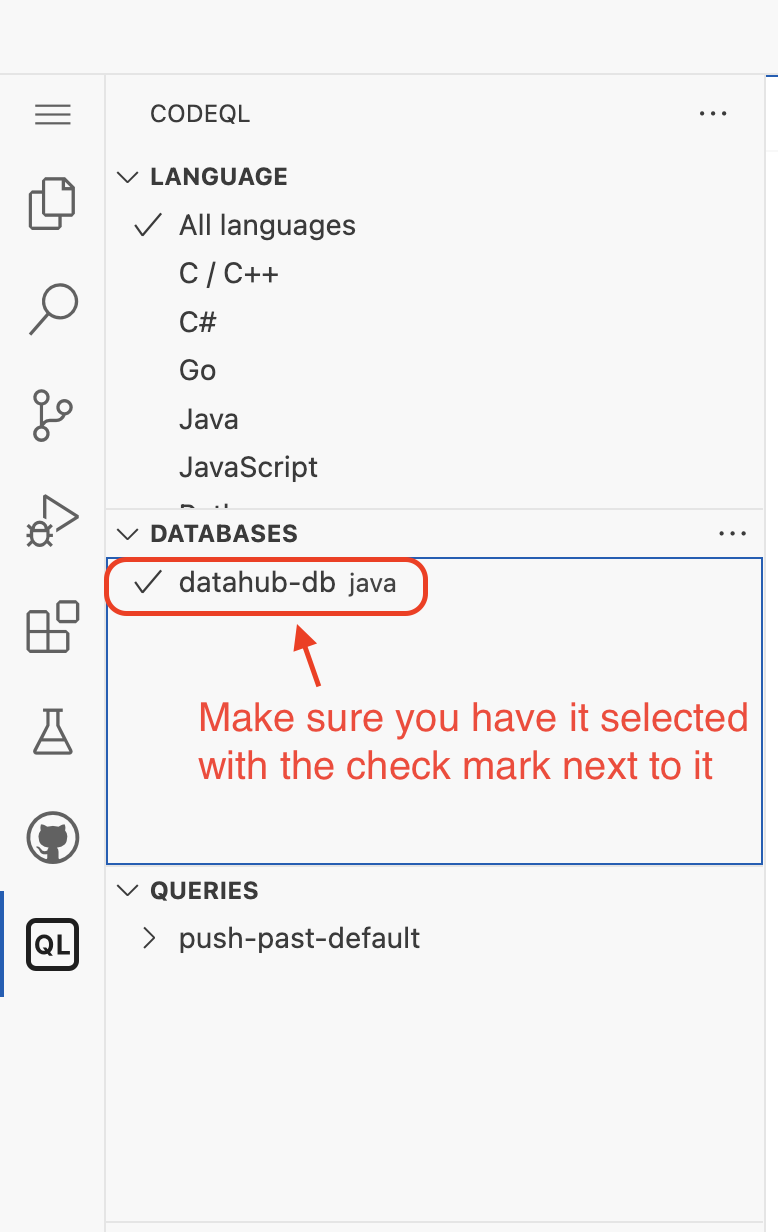 CODEQL
LANGUAGE
All languages
C / C++
C#
Go
Java
JavaScript
DATABASES
datahub-db java
Make sure you have it selected
with the check mark next to it
QUERIES
push-past-default
QL